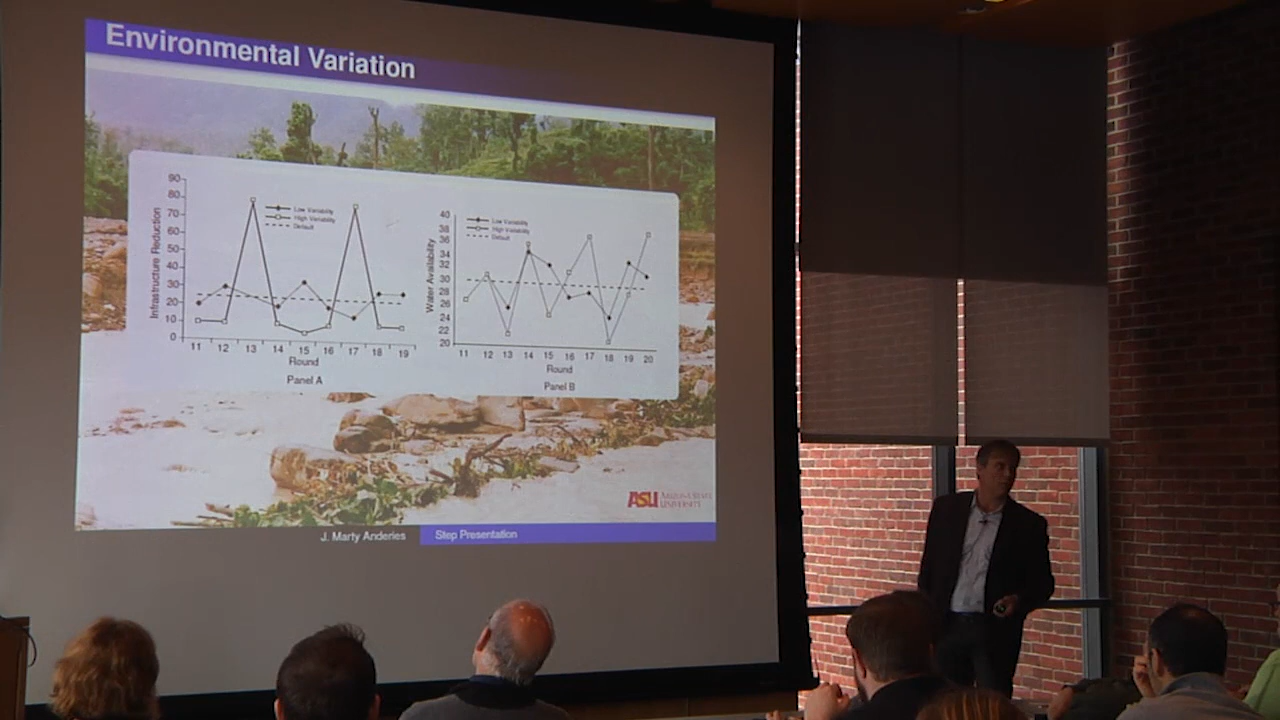 Environmental Variation
90
80
70
60
50
40
30
20
10
0
Infrastructure Reduction
Low Variability
High Variability
Default
11 12 13 14 15 16 17 18 19
Round
Panel A
40
38
36
34
32
30
28
26
24
22
20
Water Availability
Low Variability
High Variability
Default
11 12 13 14 15 16 17 18 19 20
Round
Panel B
ASU ARIZONA STATE
UNIVERSITY
J. Marty Anderies Step Presentation